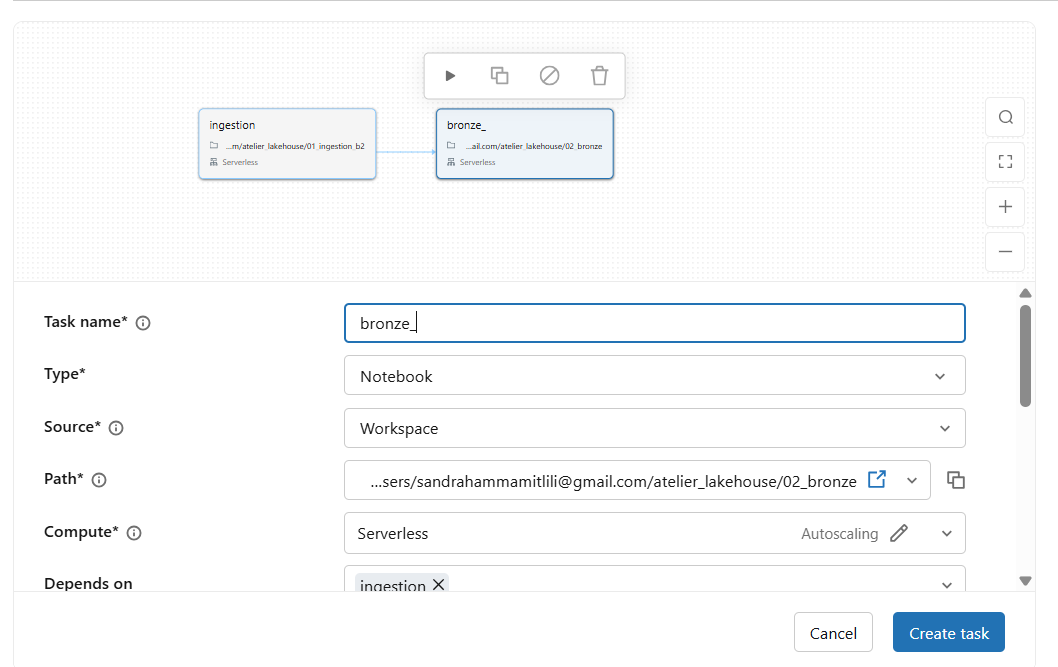 ingestion
...m/atelier_lakehouse/01_ingestion_b2
Serverless
bronze_
...ail.com/atelier_lakehouse/02_bronze
Serverless
Task name*
bronze_
Type*
Notebook
Source*
Workspace
Path*
...sers/sandrahammamitlili@gmail.com/atelier_lakehouse/02_bronze
Compute*
Serverless Autoscaling
Depends on
ingestion
Cancel
Create task